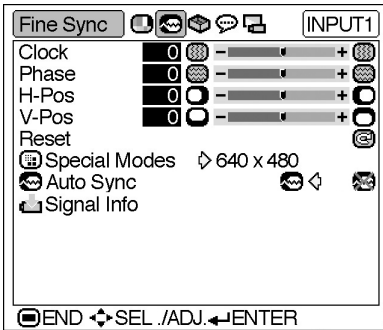 Fine Sync INPUT1
Clock 0 - +
Phase 0 - +
H-Pos 0 - +
V-Pos 0 - +
Reset
Special Modes 640 x 480
Auto Sync
Signal Info
END SEL ./ADJ. ENTER